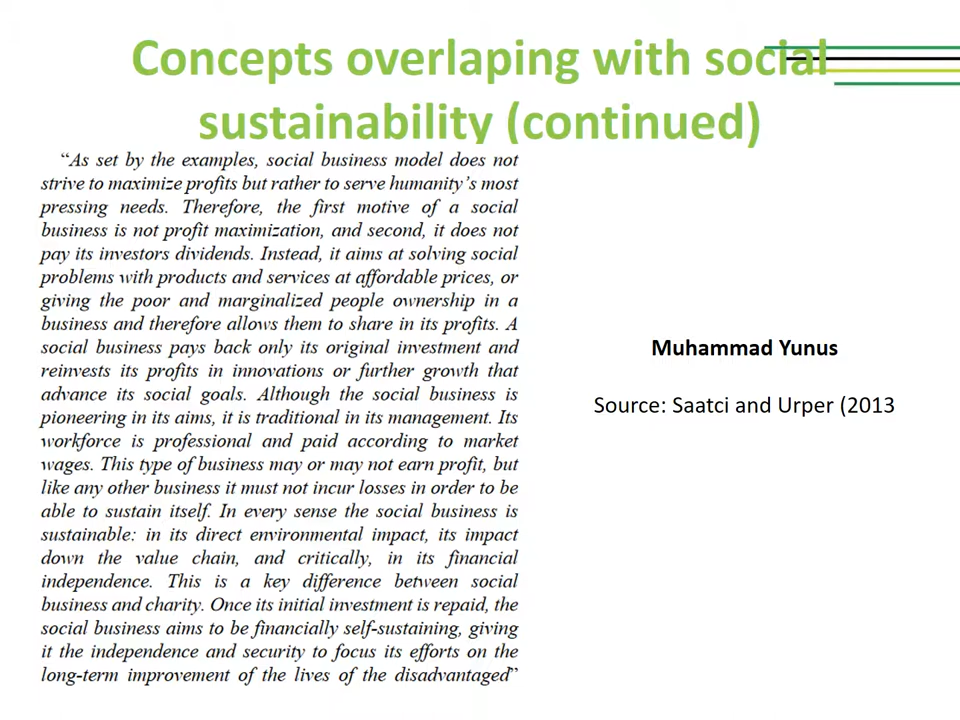 Concepts overlaping with social
sustainability (continued)
“As set by the examples, social business model does not
strive to maximize profits but rather to serve humanity’s most
pressing needs. Therefore, the first motive of a social
business is not profit maximization, and second, it does not
pay its investors dividends. Instead, it aims at solving social
problems with products and services at affordable prices, or
giving the poor and marginalized people ownership in a
business and therefore allows them to share in its profits. A
social business pays back only its original investment and
reinvests its profits in innovations or further growth that
advance its social goals. Although the social business is
pioneering in its aims, it is traditional in its management. Its
workforce is professional and paid according to market
wages. This type of business may or may not earn profit, but
like any other business it must not incur losses in order to be
able to sustain itself. In every sense the social business is
sustainable: in its direct environmental impact, its impact
down the value chain, and critically, in its financial
independence. This is a key difference between social
business and charity. Once its initial investment is repaid, the
social business aims to be financially self-sustaining, giving
it the independence and security to focus its efforts on the
long-term improvement of the lives of the disadvantaged”
Muhammad Yunus
Source: Saatci and Urper (2013